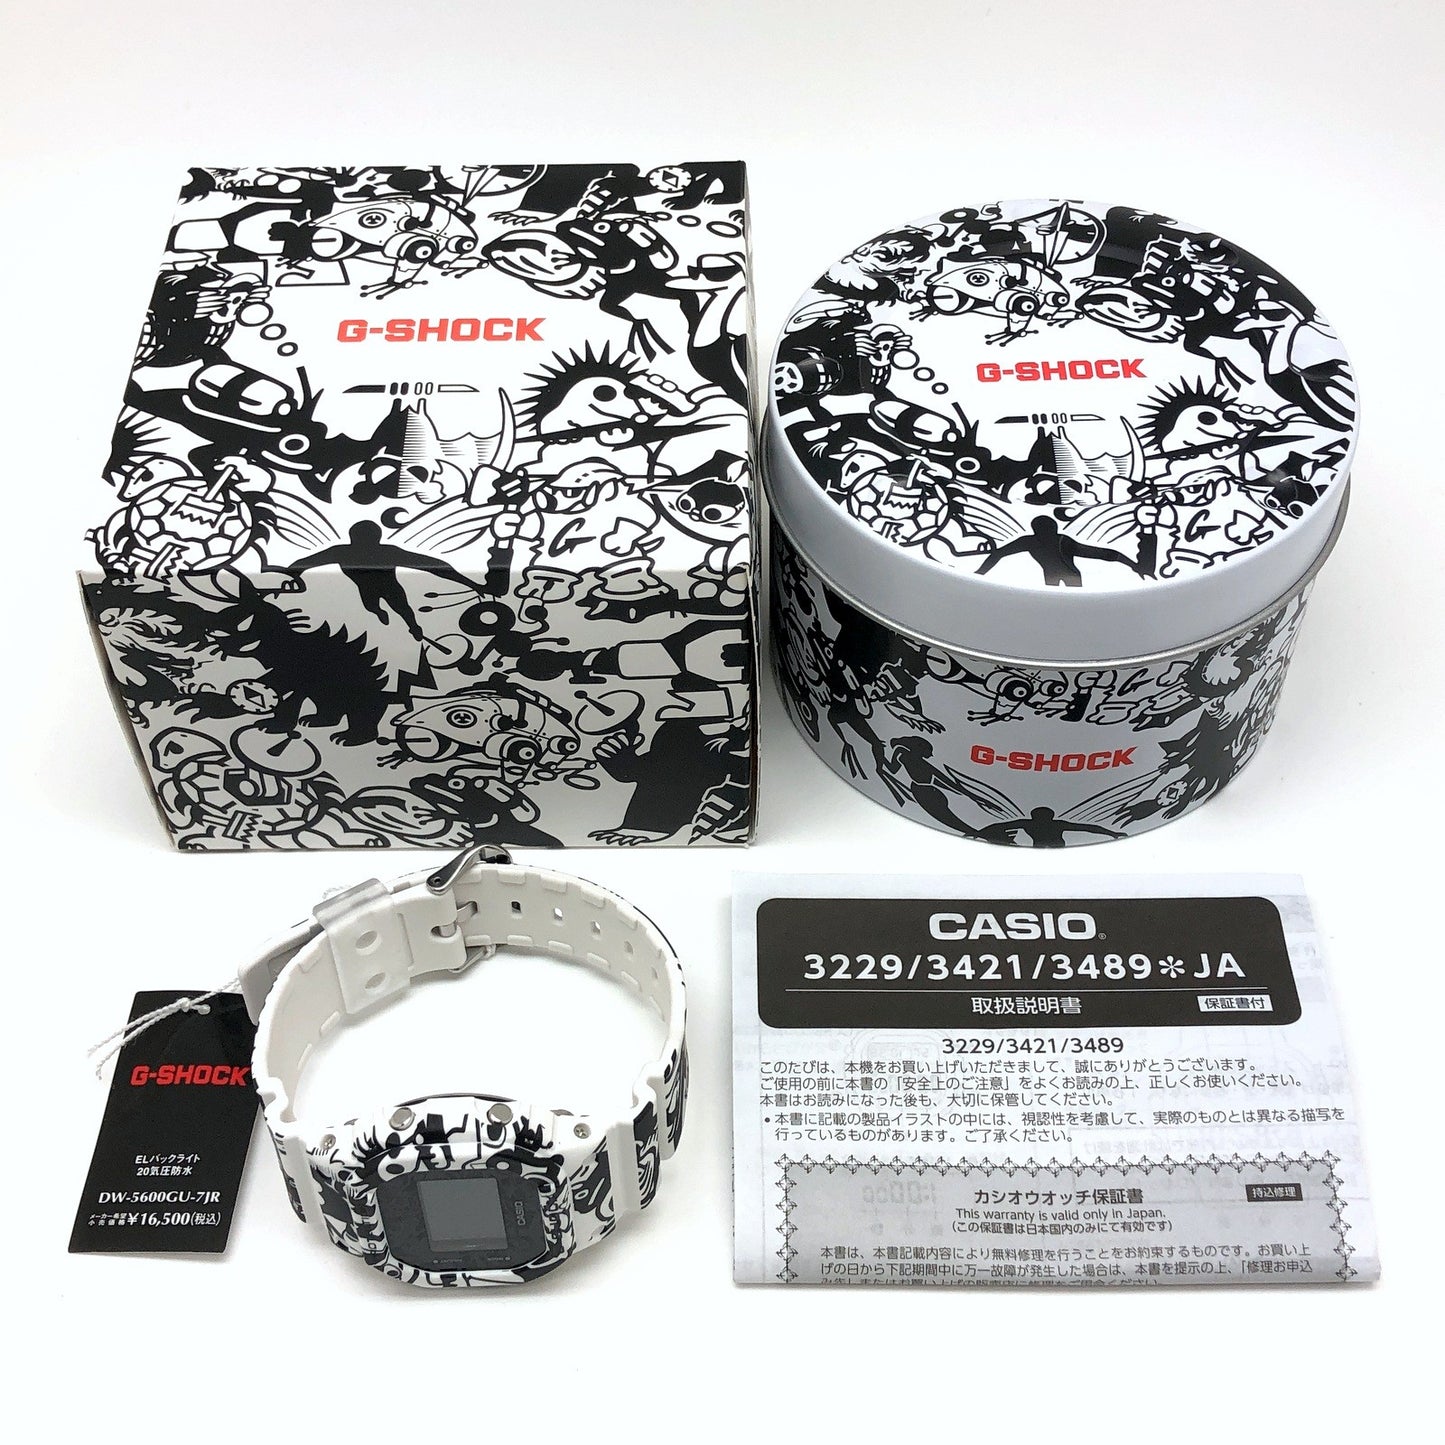 G-SHOCK
G-SHOCK
G-SHOCK
G-SHOCK
ELバックライト
20気圧防水
DW-5600GU-7JR
メーカー希望
小売価格 ¥16,500(税込)
CASIO
CASIO
3229/3421/3489*JA
取扱説明書 保証書付
3229/3421/3489
このたびは、本機をお買い上げいただきまして、誠にありがとうございます。
ご使用の前に本書の「安全上のご注意」をよくお読みの上、正しくお使いください。
本書はお読みになった後も、大切に保管してください。
• 本書に記載の製品イラストの中には、視認性を考慮して、実際のものとは異なる描写を
行っているものがあります。ご了承ください。
カシオウオッチ保証書 持込修理
This warranty is valid only in Japan.
(この保証書は日本国内のみにて有効です)
本書は、本書記載内容により無料修理を行うことをお約束するものです。お買い上
げの日から下記期間中に万一故障が発生した場合は、本書を提示の上、「修理お申込